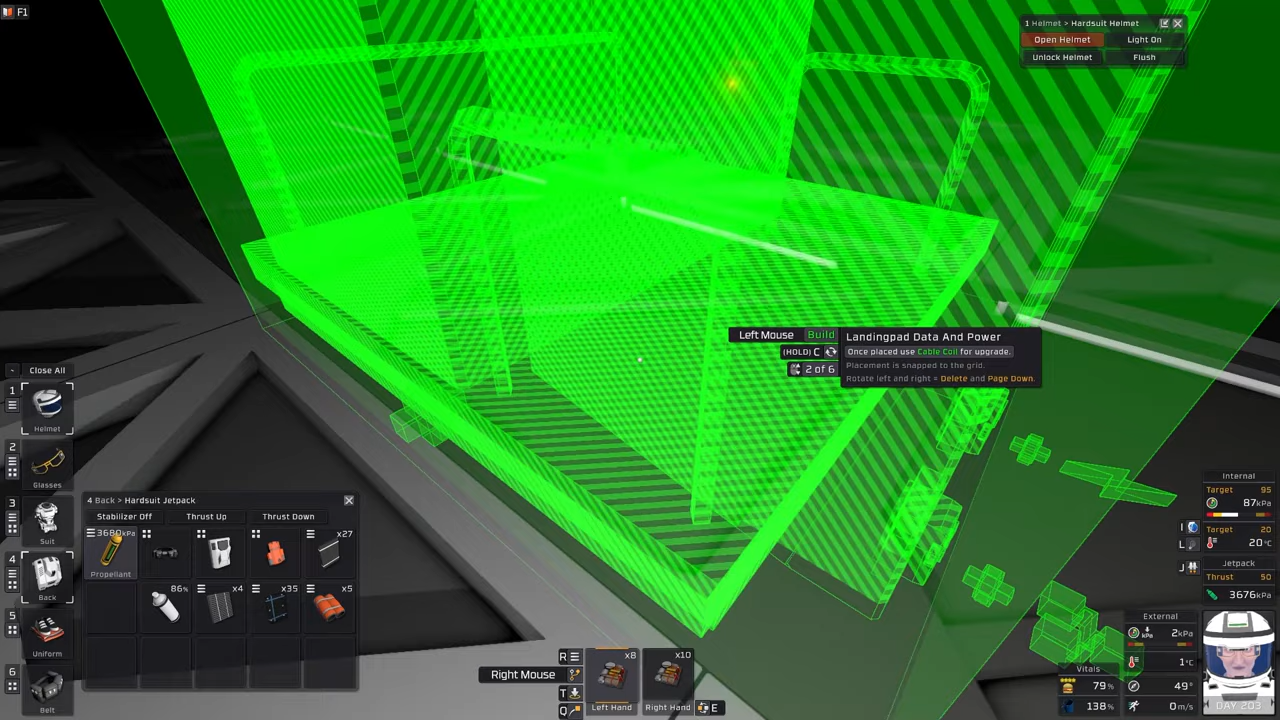 F1
1 Helmet > Hardsuit Helmet
Open Helmet
Light On
Unlock Helmet
Flush
Left Mouse
Build
Landingpad Data And Power
(HOLD) C
Once placed use Cable Coil for upgrade.
2 of 6
Placement is snapped to the grid.
Rotate left and right = Delete and Page Down.
- Close All
1
Helmet
2
Glasses
3
Suit
4
Back
5
Uniform
6
Belt
4 Back > Hardsuit Jetpack
Stabilizer Off
Thrust Up
Thrust Down
3680kPa
x27
Propellant
86%
x4
x35
x5
Right Mouse
R
T
Q
x8
x10
Left Hand
Right Hand
E
Internal
Target 95
87kPa
I
Target 20
L
20°C
Jetpack
J
Thrust 50
3676kPa
External
kPa
2kPa
1°C
Vitals
79%
49°
138%
0m/s
DAY 203